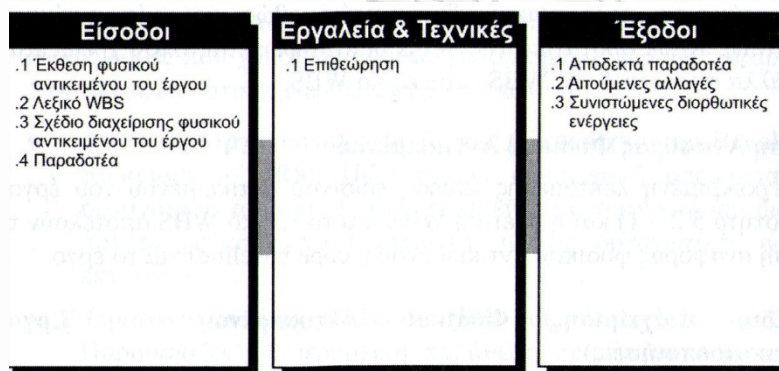 Είσοδοι
.1 Έκθεση φυσικού
αντικειμένου του έργου
.2 Λεξικό WBS
.3 Σχέδιο διαχείρισης φυσικού
αντικειμένου του έργου
.4 Παραδοτέα
Εργαλεία & Τεχνικές
.1 Επιθεώρηση
Έξοδοι
.1 Αποδεκτά παραδοτέα
.2 Αιτούμενες αλλαγές
.3 Συνιστώμενες διορθωτικές
ενέργειες